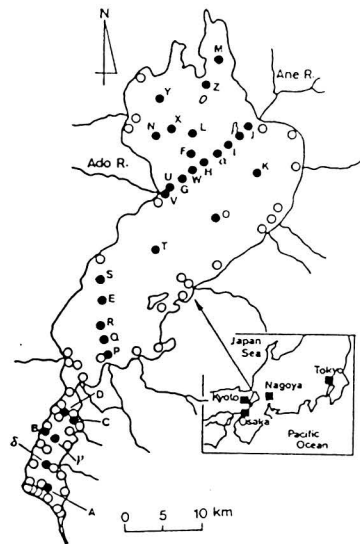 N
M
Ane R.
Z
Y
N
X
L
β
J
F
α
I
H
K
Ado R.
U
G
W
V
O
T
S
E
R
Q
P
D
B
C
δ
γ
A
0 5 10 km
Japan
Sea
Tokyo
Nagoya
Kyoto
Osaka
Pacific
Ocean